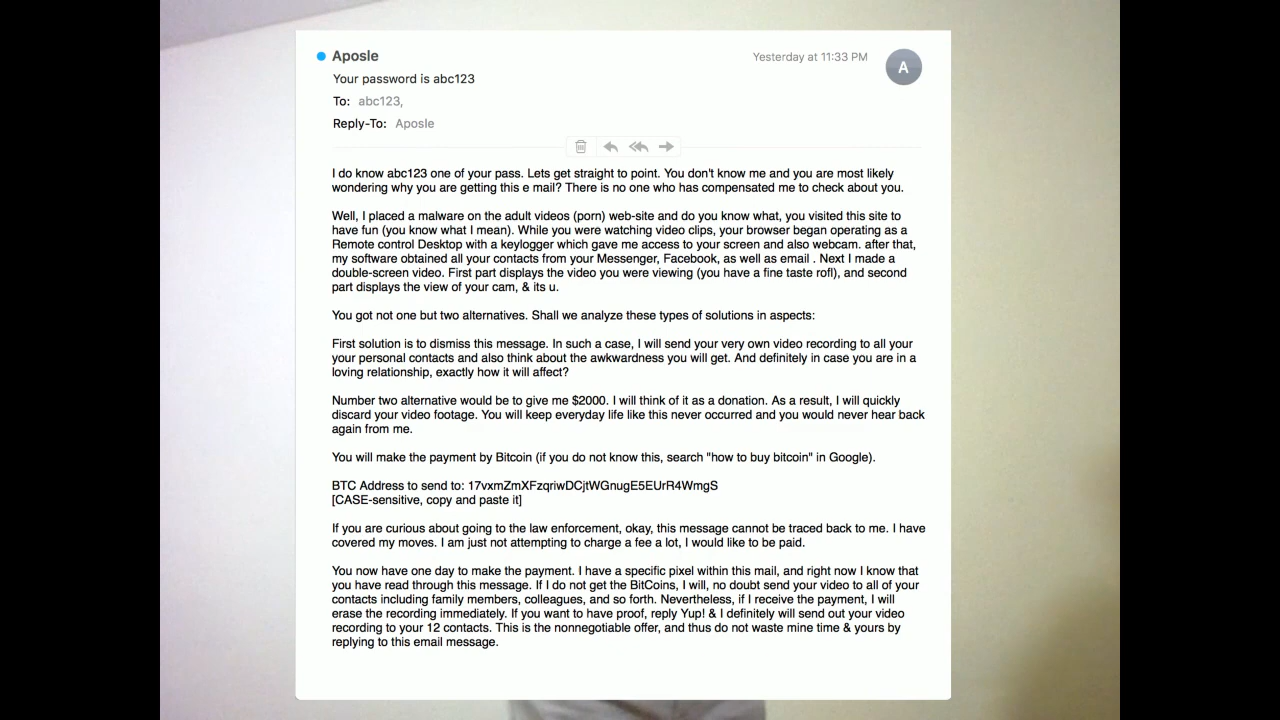 Aposle
Yesterday at 11:33 PM
A
Your password is abc123
To: abc123,
Reply-To: Aposle
I do know abc123 one of your pass. Lets get straight to point. You don't know me and you are most likely
wondering why you are getting this e mail? There is no one who has compensated me to check about you.
Well, I placed a malware on the adult videos (porn) web-site and do you know what, you visited this site to
have fun (you know what I mean). While you were watching video clips, your browser began operating as a
Remote control Desktop with a keylogger which gave me access to your screen and also webcam. after that,
my software obtained all your contacts from your Messenger, Facebook, as well as email . Next I made a
double-screen video. First part displays the video you were viewing (you have a fine taste rofl), and second
part displays the view of your cam, & its u.
You got not one but two alternatives. Shall we analyze these types of solutions in aspects:
First solution is to dismiss this message. In such a case, I will send your very own video recording to all your
your personal contacts and also think about the awkwardness you will get. And definitely in case you are in a
loving relationship, exactly how it will affect?
Number two alternative would be to give me $2000. I will think of it as a donation. As a result, I will quickly
discard your video footage. You will keep everyday life like this never occurred and you would never hear back
again from me.
You will make the payment by Bitcoin (if you do not know this, search "how to buy bitcoin" in Google).
BTC Address to send to: 17vxmZmXFzqriwDCjtWGnugE5EUrR4WmgS
[CASE-sensitive, copy and paste it]
If you are curious about going to the law enforcement, okay, this message cannot be traced back to me. I have
covered my moves. I am just not attempting to charge a fee a lot, I would like to be paid.
You now have one day to make the payment. I have a specific pixel within this mail, and right now I know that
you have read through this message. If I do not get the BitCoins, I will, no doubt send your video to all of your
contacts including family members, colleagues, and so forth. Nevertheless, if I receive the payment, I will
erase the recording immediately. If you want to have proof, reply Yup! & I definitely will send out your video
recording to your 12 contacts. This is the nonnegotiable offer, and thus do not waste mine time & yours by
replying to this email message.